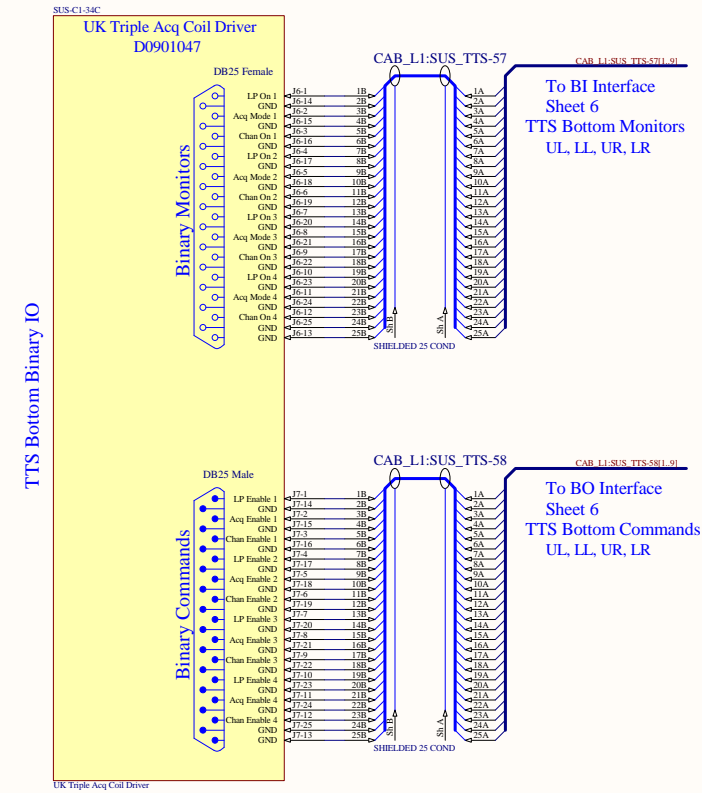 SUS-C1-34C
UK Triple Acq Coil Driver
D0901047
TTS Bottom Binary IO
DB25 Female
Binary Monitors
CAB_L1:SUS_TTS-57
CAB_L1:SUS_TTS-57[1..9]
To BI Interface
Sheet 6
TTS Bottom Monitors
UL, LL, UR, LR
LP On 1 J6-1 1B 1A
GND J6-14 2B 2A
Acq Mode 1 J6-2 3B 3A
GND J6-15 4B 4A
Chan On 1 J6-3 5B 5A
GND J6-16 6B 6A
LP On 2 J6-4 7B 7A
GND J6-17 8B 8A
Acq Mode 2 J6-5 9B 9A
GND J6-18 10B 10A
Chan On 2 J6-6 11B 11A
GND J6-19 12B 12A
LP On 3 J6-7 13B 13A
GND J6-20 14B 14A
Acq Mode 3 J6-8 15B 15A
GND J6-21 16B 16A
Chan On 3 J6-9 17B 17A
GND J6-22 18B 18A
LP On 4 J6-10 19B 19A
GND J6-23 20B 20A
Acq Mode 4 J6-11 21B 21A
GND J6-24 22B 22A
Chan On 4 J6-12 23B 23A
GND J6-25 24B 24A
GND J6-13 25B 25A
Sh B
Sh A
SHIELDED 25 COND
DB25 Male
Binary Commands
CAB_L1:SUS_TTS-58
CAB_L1:SUS_TTS-58[1..9]
To BO Interface
Sheet 6
TTS Bottom Commands
UL, LL, UR, LR
LP Enable 1 J7-1 1B 1A
GND J7-14 2B 2A
Acq Enable 1 J7-2 3B 3A
GND J7-15 4B 4A
Chan Enable 1 J7-3 5B 5A
GND J7-16 6B 6A
LP Enable 2 J7-4 7B 7A
GND J7-17 8B 8A
Acq Enable 2 J7-5 9B 9A
GND J7-18 10B 10A
Chan Enable 2 J7-6 11B 11A
GND J7-19 12B 12A
LP Enable 3 J7-7 13B 13A
GND J7-20 14B 14A
Acq Enable 3 J7-8 15B 15A
GND J7-21 16B 16A
Chan Enable 3 J7-9 17B 17A
GND J7-22 18B 18A
LP Enable 4 J7-10 19B 19A
GND J7-23 20B 20A
Acq Enable 4 J7-11 21B 21A
GND J7-24 22B 22A
Chan Enable 4 J7-12 23B 23A
GND J7-25 24B 24A
GND J7-13 25B 25A
Sh B
Sh A
SHIELDED 25 COND
UK Triple Acq Coil Driver